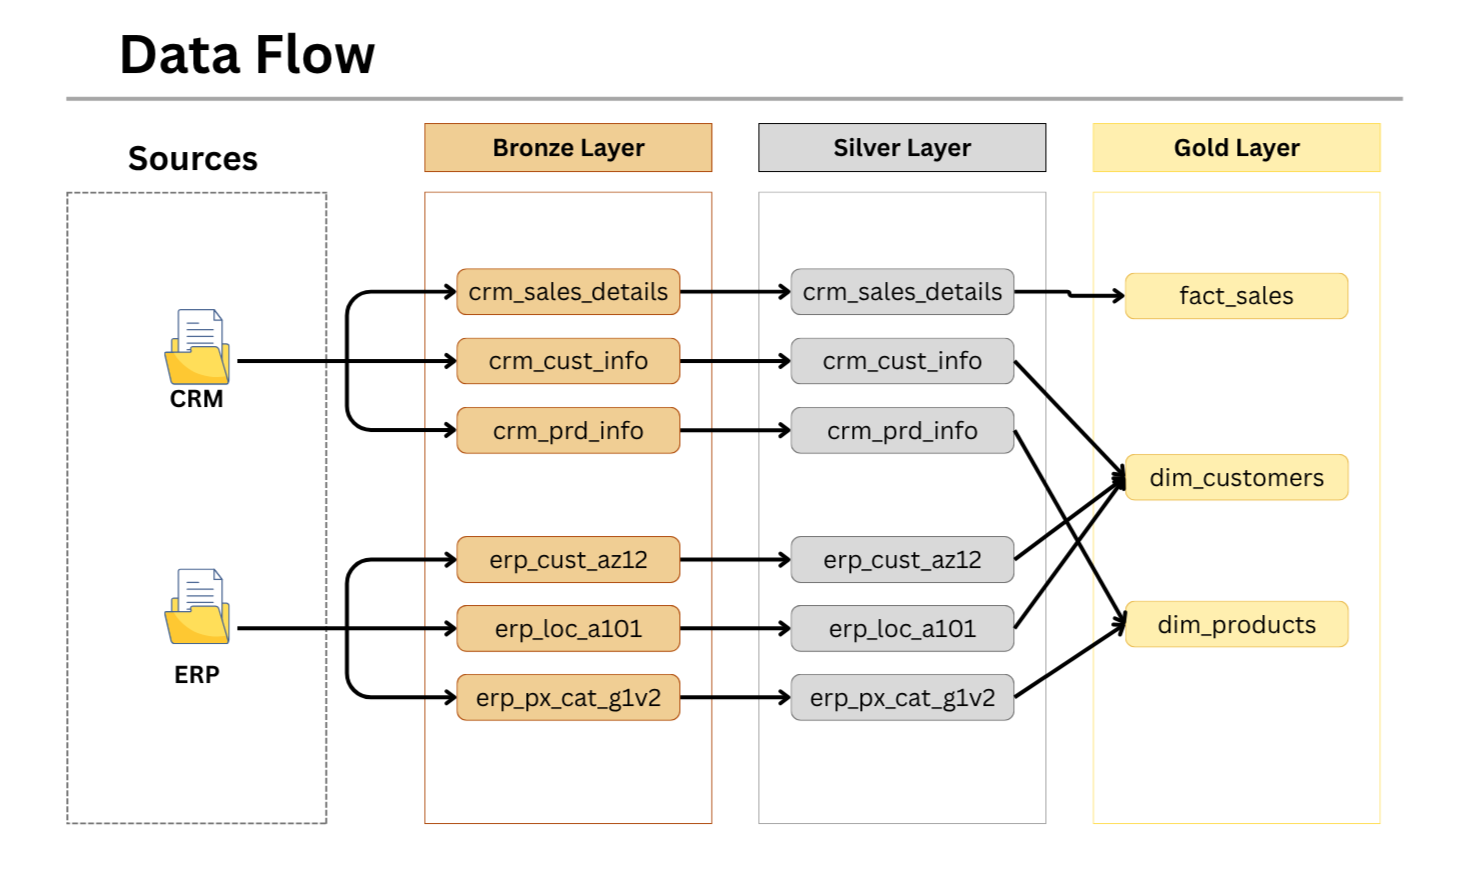 Data Flow
Sources
Bronze Layer
Silver Layer
Gold Layer
CRM
ERP
crm_sales_details
crm_cust_info
crm_prd_info
erp_cust_az12
erp_loc_a101
erp_px_cat_g1v2
crm_sales_details
crm_cust_info
crm_prd_info
erp_cust_az12
erp_loc_a101
erp_px_cat_g1v2
fact_sales
dim_customers
dim_products